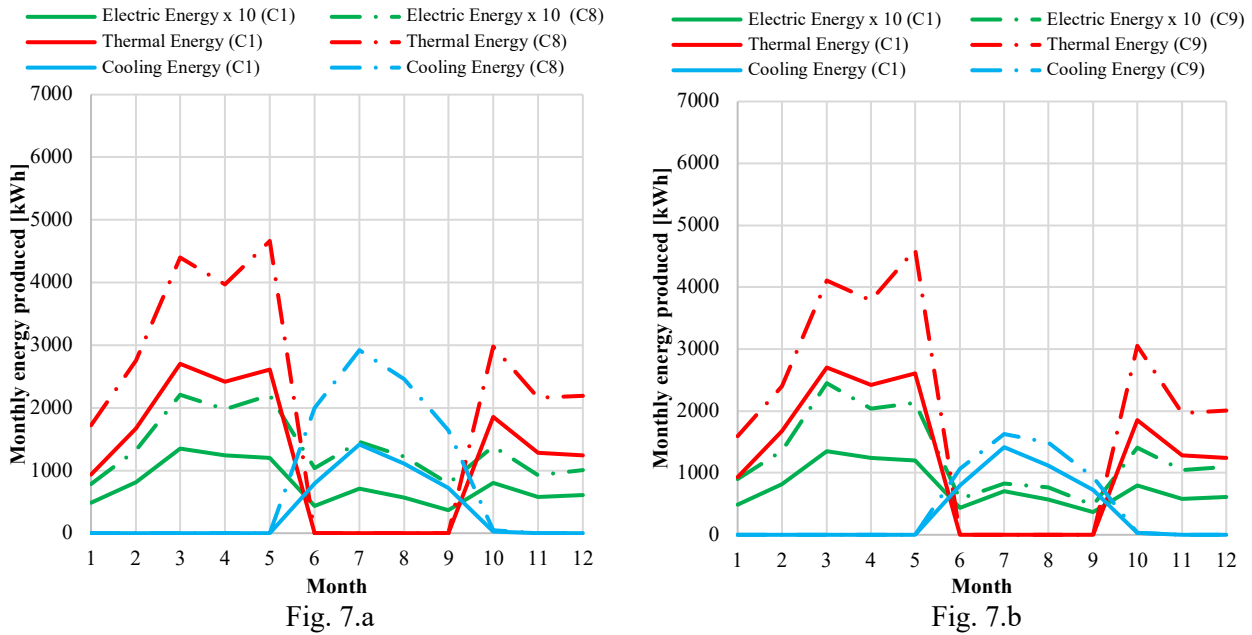 Electric Energy x 10 (C1)
Electric Energy x 10 (C8)
Thermal Energy (C1)
Thermal Energy (C8)
Cooling Energy (C1)
Cooling Energy (C8)
Monthly energy produced [kWh]
7000
6000
5000
4000
3000
2000
1000
0
1 2 3 4 5 6 7 8 9 10 11 12
Month
Fig. 7.a
Electric Energy x 10 (C1)
Electric Energy x 10 (C9)
Thermal Energy (C1)
Thermal Energy (C9)
Cooling Energy (C1)
Cooling Energy (C9)
Monthly energy produced [kWh]
7000
6000
5000
4000
3000
2000
1000
0
1 2 3 4 5 6 7 8 9 10 11 12
Month
Fig. 7.b